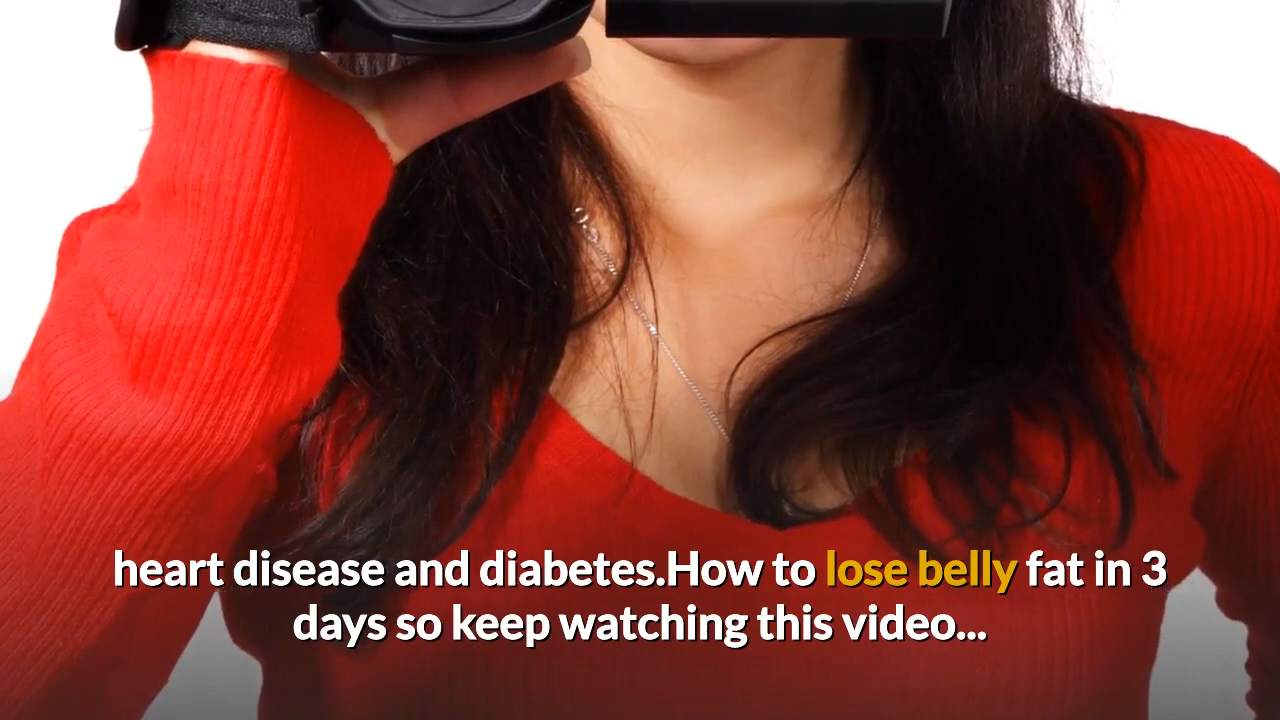 heart disease and diabetes.How to lose belly fat in 3
days so keep watching this video...